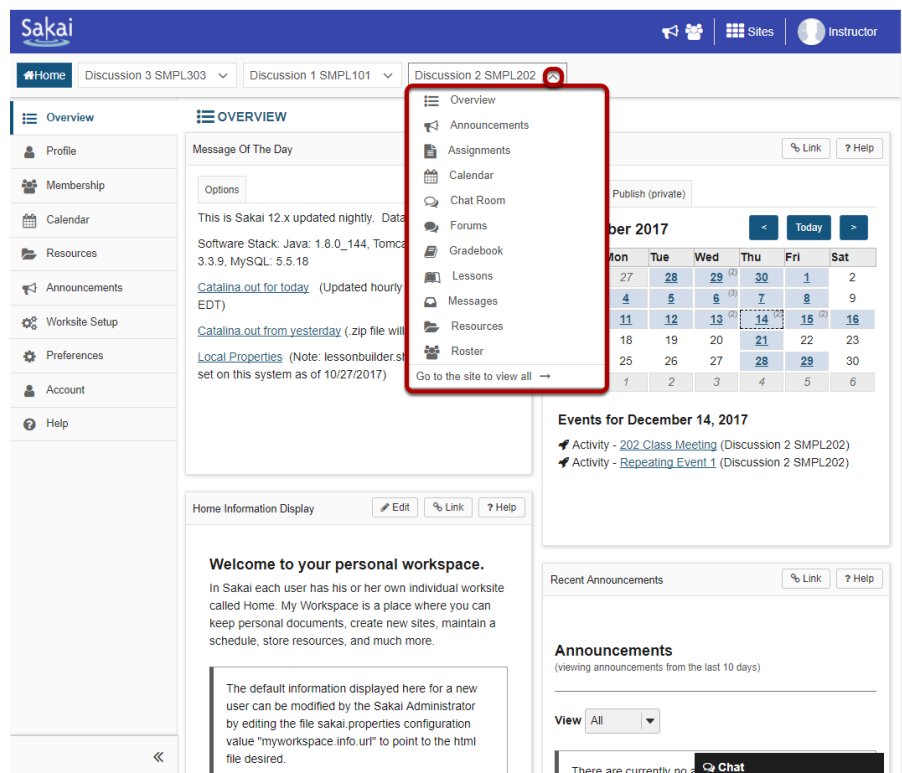 Sakai
Sites
Instructor
Home
Discussion 3 SMPL303
Discussion 1 SMPL101
Discussion 2 SMPL202
Overview
Profile
Membership
Calendar
Resources
Announcements
Worksite Setup
Preferences
Account
Help
Overview
Announcements
Assignments
Calendar
Chat Room
Forums
Gradebook
Lessons
Messages
Resources
Roster
Go to the site to view all →
OVERVIEW
Message Of The Day
Options
This is Sakai 12.x updated nightly. Data
Software Stack: Java: 1.8.0_144, Tomca
3.3.9, MySQL: 5.5.18
Catalina.out for today (Updated hourly
EDT)
Catalina.out from yesterday (.zip file will
Local Properties (Note: lessonbuilder.sh
set on this system as of 10/27/2017)
Link
? Help
Publish (private)
ber 2017
<
Today
>
Mon Tue Wed Thu Fri Sat
27 28 29 (2) 30 1 2
4 5 6 (3) 7 8 9
11 12 13 (2) 14 (2) 15 (2) 16
18 19 20 21 22 23
25 26 27 28 29 30
1 2 3 4 5 6
Events for December 14, 2017
Activity - 202 Class Meeting (Discussion 2 SMPL202)
Activity - Repeating Event 1 (Discussion 2 SMPL202)
Home Information Display
Edit
Link
? Help
Welcome to your personal workspace.
In Sakai each user has his or her own individual worksite
called Home. My Workspace is a place where you can
keep personal documents, create new sites, maintain a
schedule, store resources, and much more.
The default information displayed here for a new
user can be modified by the Sakai Administrator
by editing the file sakai.properties configuration
value "myworkspace.info.url" to point to the html
file desired.
Recent Announcements
Link
? Help
Announcements
(viewing announcements from the last 10 days)
View All
There are currently no a
Chat